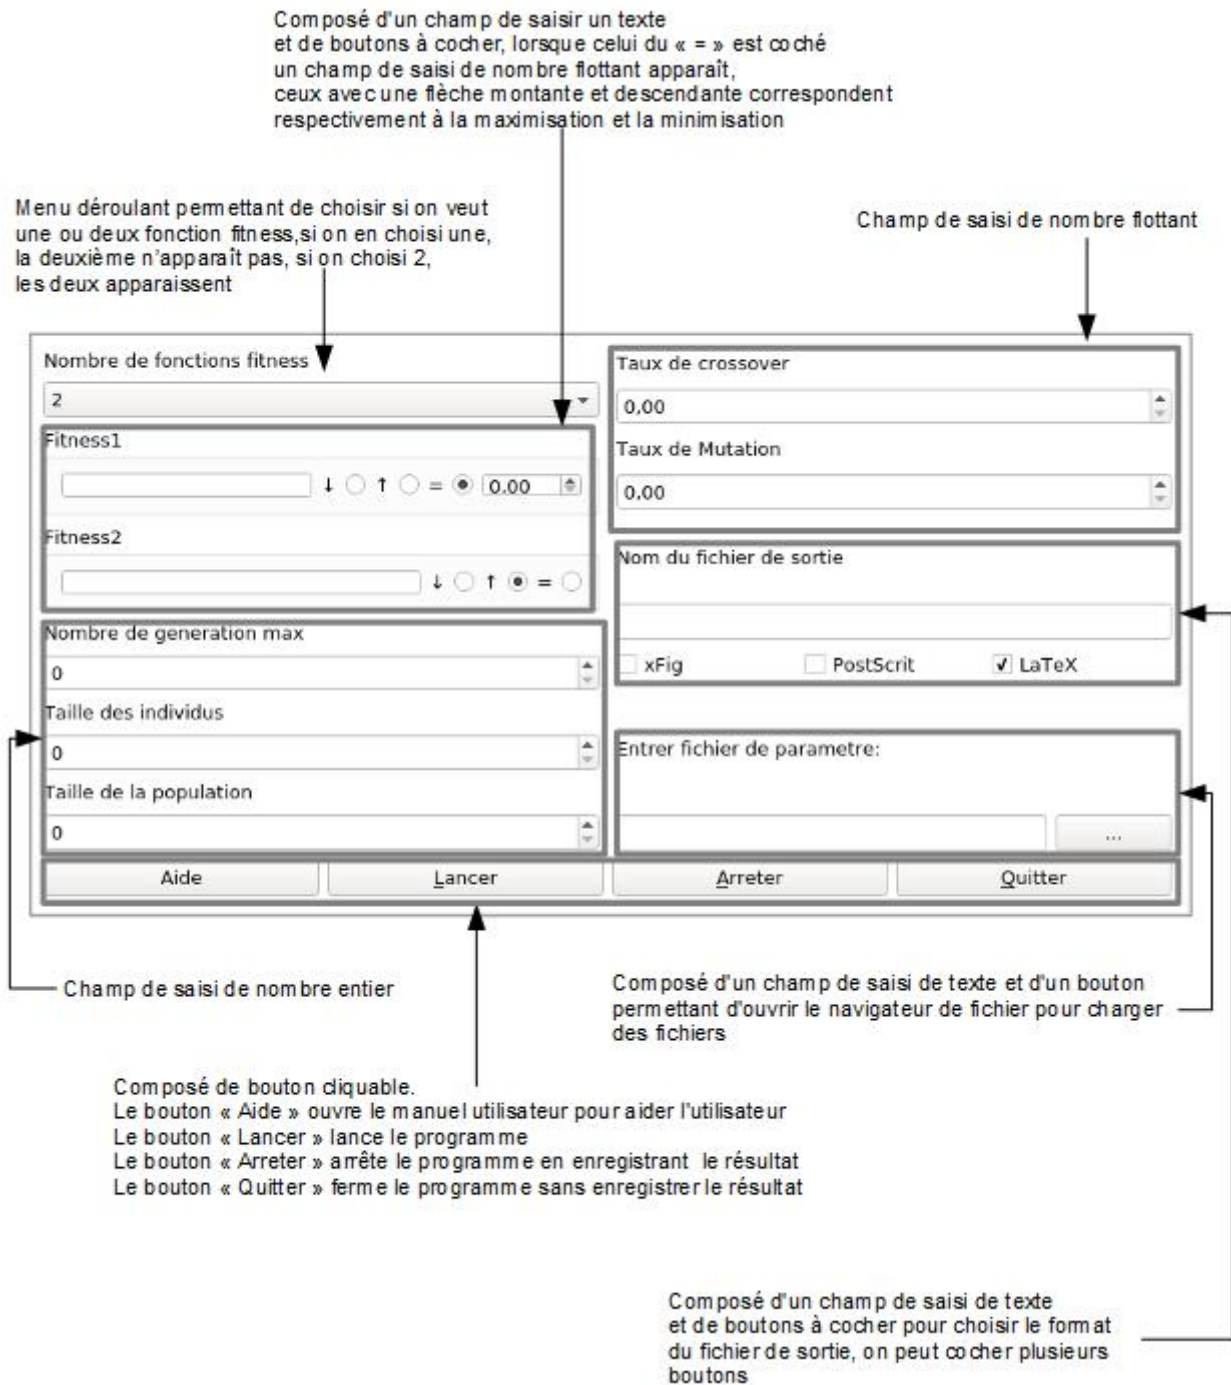 Composé d'un champ de saisir un texte
et de boutons à cocher, lorsque celui du « = » est coché
un champ de saisi de nombre flottant apparaît,
ceux avec une flèche montante et descendante correspondent
respectivement à la maximisation et la minimisation
Menu déroulant permettant de choisir si on veut
une ou deux fonction fitness,si on en choisi une,
la deuxième n'apparaît pas, si on choisi 2,
les deux apparaissent
Champ de saisi de nombre flottant
Nombre de fonctions fitness
2
Fitness1
↓ ↑ = 0.00
Fitness2
↓ ↑ =
Nombre de generation max
0
Taille des individus
0
Taille de la population
0
Taux de crossover
0,00
Taux de Mutation
0,00
Nom du fichier de sortie
xFig PostScrit LaTeX
Entrer fichier de parametre:
...
Aide Lancer Arreter Quitter
Champ de saisi de nombre entier
Composé d'un champ de saisi de texte et d'un bouton
permettant d'ouvrir le navigateur de fichier pour charger
des fichiers
Composé de bouton cliquable.
Le bouton « Aide » ouvre le manuel utilisateur pour aider l'utilisateur
Le bouton « Lancer » lance le programme
Le bouton « Arreter » arrête le programme en enregistrant le résultat
Le bouton « Quitter » ferme le programme sans enregistrer le résultat
Composé d'un champ de saisi de texte
et de boutons à cocher pour choisir le format
du fichier de sortie, on peut cocher plusieurs
boutons